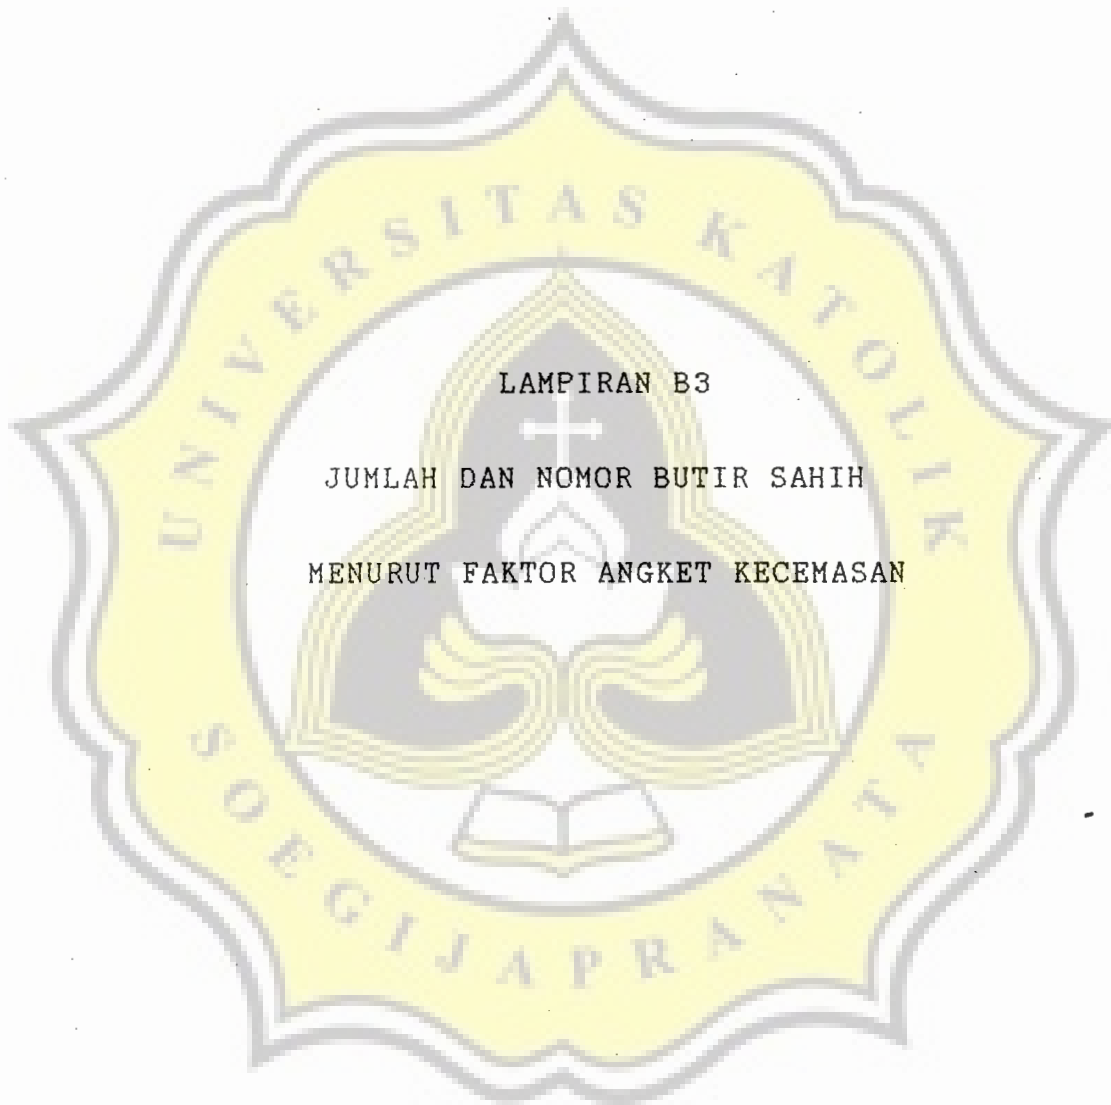 UNIVERSITAS KATOLIK
LAMPIRAN B3
JUMLAH DAN NOMOR BUTIR SAHIH
MENURUT FAKTOR ANGKET KECEMASAN
SOEGIJAPRANATA